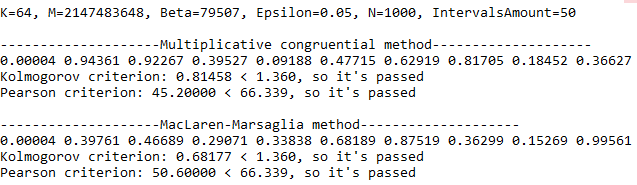 K=64, M=2147483648, Beta=79507, Epsilon=0.05, N=1000, IntervalsAmount=50
--------------------Multiplicative congruential method--------------------
0.00004 0.94361 0.92267 0.39527 0.09188 0.47715 0.62919 0.81705 0.18452 0.36627
Kolmogorov criterion: 0.81458 < 1.360, so it's passed
Pearson criterion: 45.20000 < 66.339, so it's passed
--------------------MacLaren-Marsaglia method--------------------
0.00004 0.39761 0.46689 0.29071 0.33838 0.68189 0.87519 0.36299 0.15269 0.99561
Kolmogorov criterion: 0.68177 < 1.360, so it's passed
Pearson criterion: 50.60000 < 66.339, so it's passed